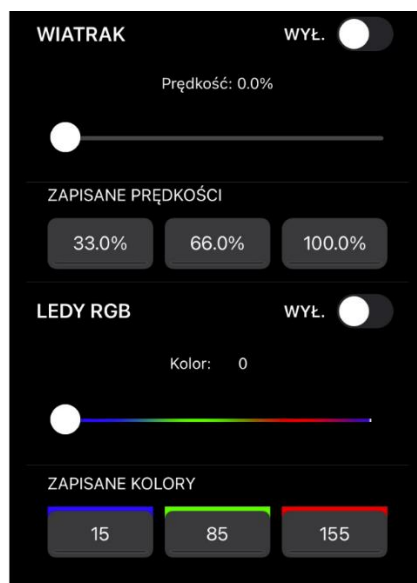 WIATRAK WYŁ.
Prędkość: 0.0%
ZAPISANE PRĘDKOŚCI
33.0% 66.0% 100.0%
LEDY RGB WYŁ.
Kolor: 0
ZAPISANE KOLORY
15 85 155